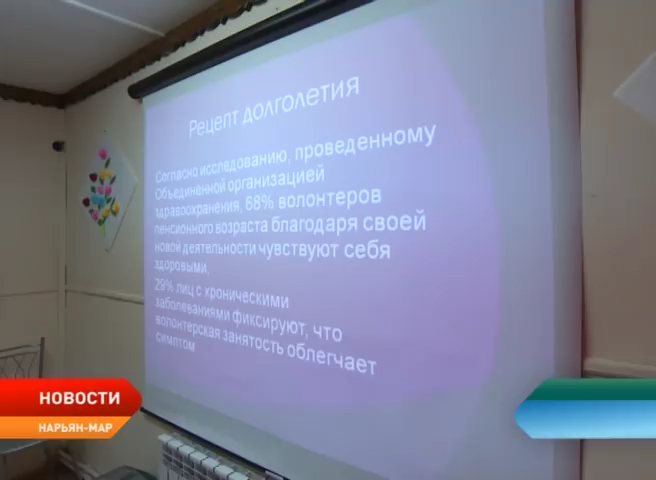 Рецепт долголетия
Согласно исследованию, проведенному
Объединенной организацией
здравоохранения, 68% волонтеров
пенсионного возраста благодаря своей
новой деятельности чувствуют себя
здоровыми.
29% лиц с хроническими
заболеваниями фиксируют, что
волонтерская занятость облегчает
симптом
НОВОСТИ
НАРЬЯН-МАР